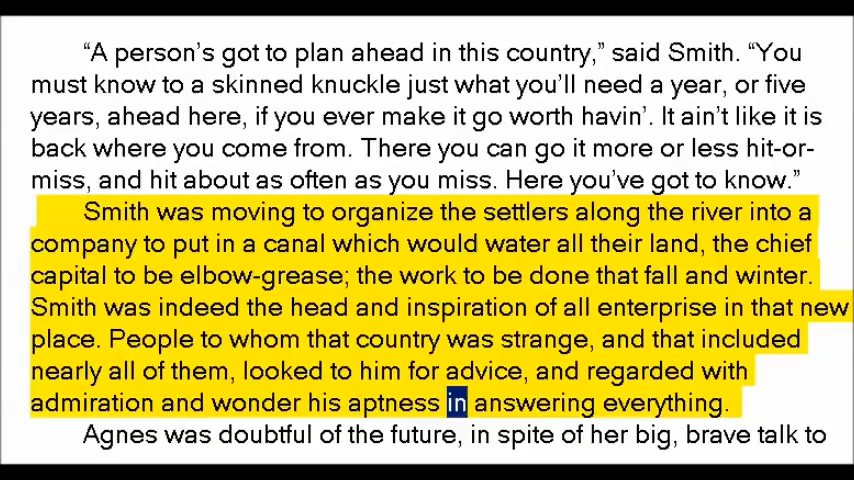 “A person’s got to plan ahead in this country,” said Smith. “You
must know to a skinned knuckle just what you’ll need a year, or five
years, ahead here, if you ever make it go worth havin’. It ain’t like it is
back where you come from. There you can go it more or less hit-or-
miss, and hit about as often as you miss. Here you’ve got to know.”
Smith was moving to organize the settlers along the river into a
company to put in a canal which would water all their land, the chief
capital to be elbow-grease; the work to be done that fall and winter.
Smith was indeed the head and inspiration of all enterprise in that new
place. People to whom that country was strange, and that included
nearly all of them, looked to him for advice, and regarded with
admiration and wonder his aptness in answering everything.
Agnes was doubtful of the future, in spite of her big, brave talk to